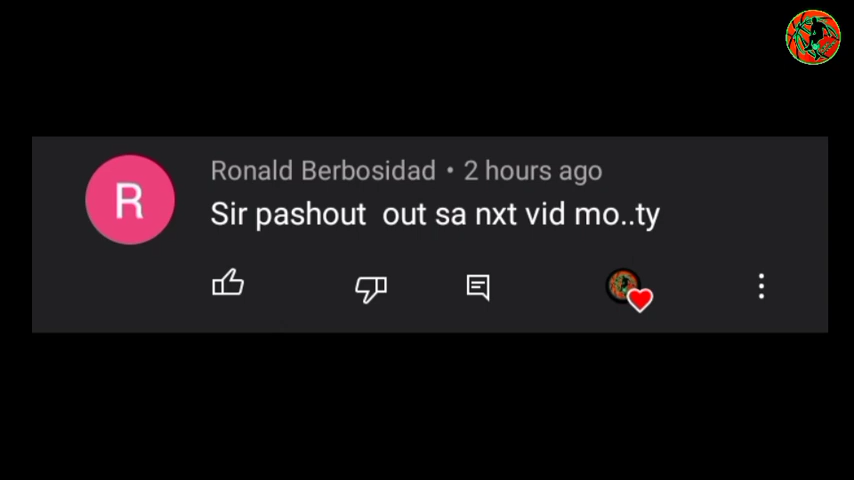 R
Ronald Berbosidad • 2 hours ago
Sir pashout  out sa nxt vid mo..ty